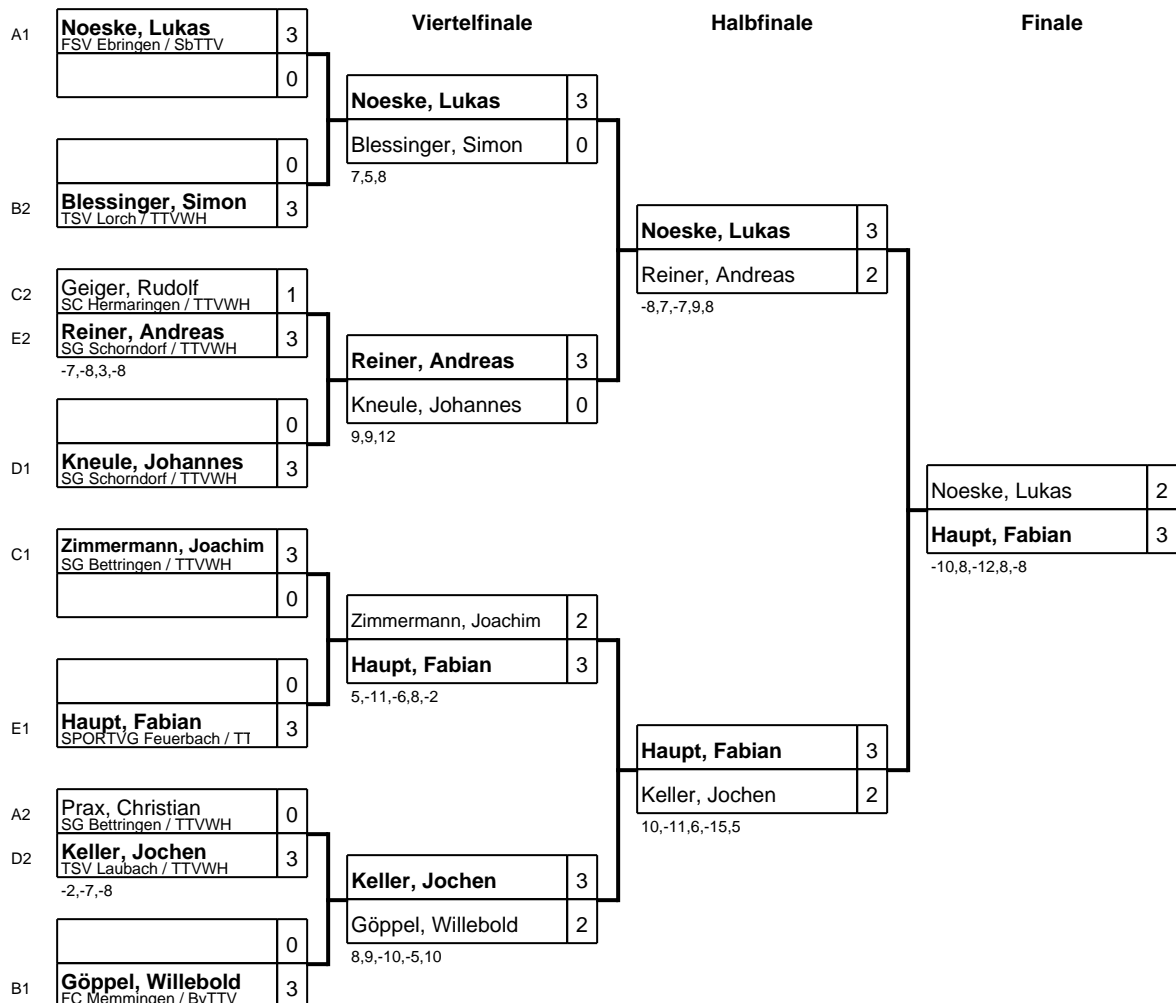 Viertelfinale
Halbfinale
Finale
A1
Noeske, Lukas
3
FSV Ebringen / SbTTV
0
0
B2
Blessinger, Simon
3
TSV Lorch / TTVWH
C2
Geiger, Rudolf
1
SC Hermaringen / TTVWH
E2
Reiner, Andreas
3
SG Schorndorf / TTVWH
-7,-8,3,-8
0
D1
Kneule, Johannes
3
SG Schorndorf / TTVWH
C1
Zimmermann, Joachim
3
SG Bettringen / TTVWH
0
0
E1
Haupt, Fabian
3
SPORTVG Feuerbach / TT
A2
Prax, Christian
0
SG Bettringen / TTVWH
D2
Keller, Jochen
3
TSV Laubach / TTVWH
-2,-7,-8
0
B1
Göppel, Willebold
3
FC Memmingen / ByTTV
Noeske, Lukas
3
Blessinger, Simon
0
7,5,8
Reiner, Andreas
3
Kneule, Johannes
0
9,9,12
Zimmermann, Joachim
2
Haupt, Fabian
3
5,-11,-6,8,-2
Keller, Jochen
3
Göppel, Willebold
2
8,9,-10,-5,10
Noeske, Lukas
3
Reiner, Andreas
2
-8,7,-7,9,8
Haupt, Fabian
3
Keller, Jochen
2
10,-11,6,-15,5
Noeske, Lukas
2
Haupt, Fabian
3
-10,8,-12,8,-8